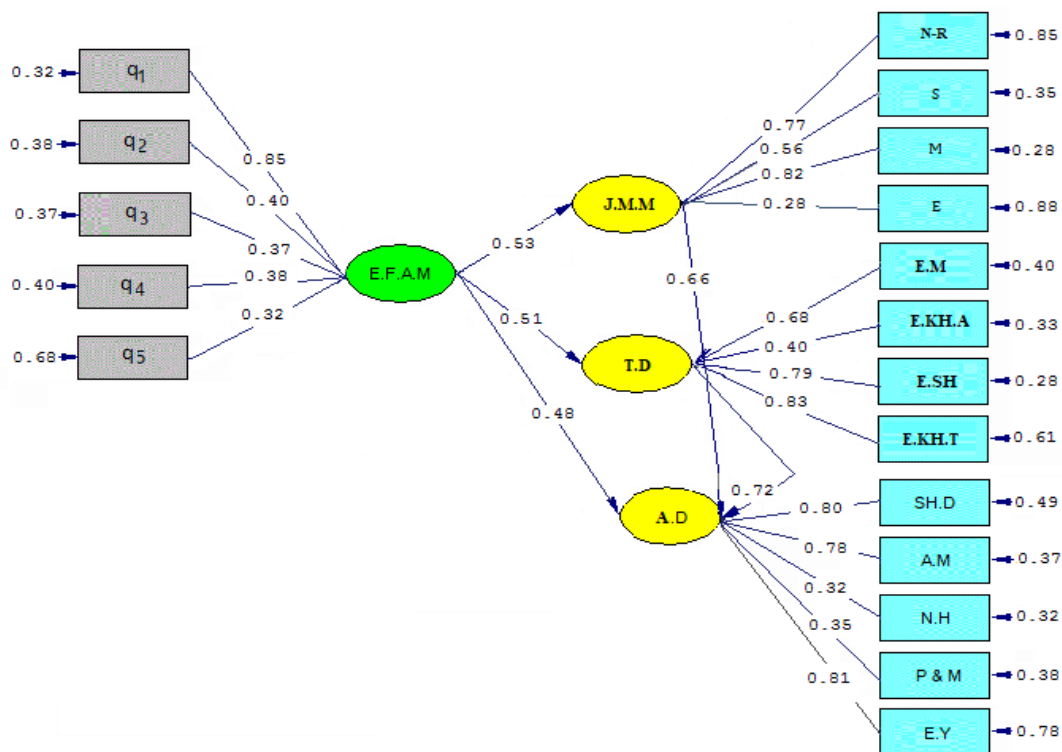 0.32
q1
0.38
q2
0.37
q3
0.40
q4
0.68
q5
0.85
0.40
0.37
0.38
0.32
E.F.A.M
0.53
0.51
0.48
J.M.M
T.D
A.D
0.66
0.72
0.77
0.56
0.82
0.28
0.68
0.40
0.79
0.83
0.80
0.78
0.32
0.35
0.81
N-R
0.85
S
0.35
M
0.28
E
0.88
E.M
0.40
E.KH.A
0.33
E.SH
0.28
E.KH.T
0.61
SH.D
0.49
A.M
0.37
N.H
0.32
P & M
0.38
E.Y
0.78